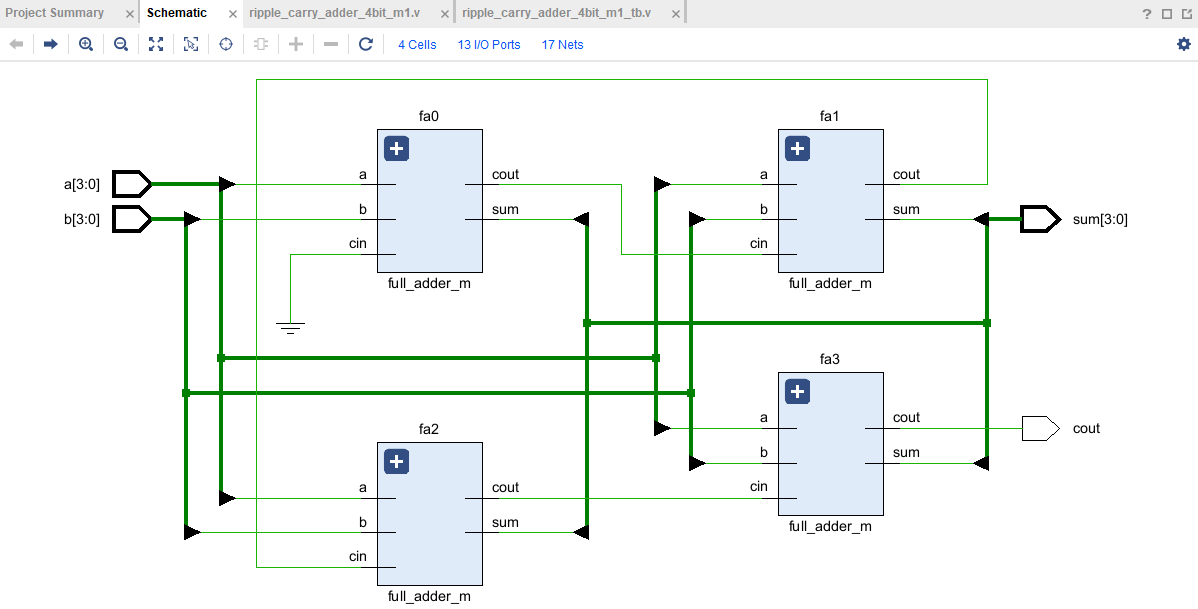 Project Summary
Schematic
ripple_carry_adder_4bit_m1.v
ripple_carry_adder_4bit_m1_tb.v
4 Cells
13 I/O Ports
17 Nets
fa0
a
b
cin
cout
sum
full_adder_m
fa1
a
b
cin
cout
sum
full_adder_m
a[3:0]
b[3:0]
sum[3:0]
fa2
a
b
cin
cout
sum
full_adder_m
fa3
a
b
cin
cout
sum
full_adder_m
cout